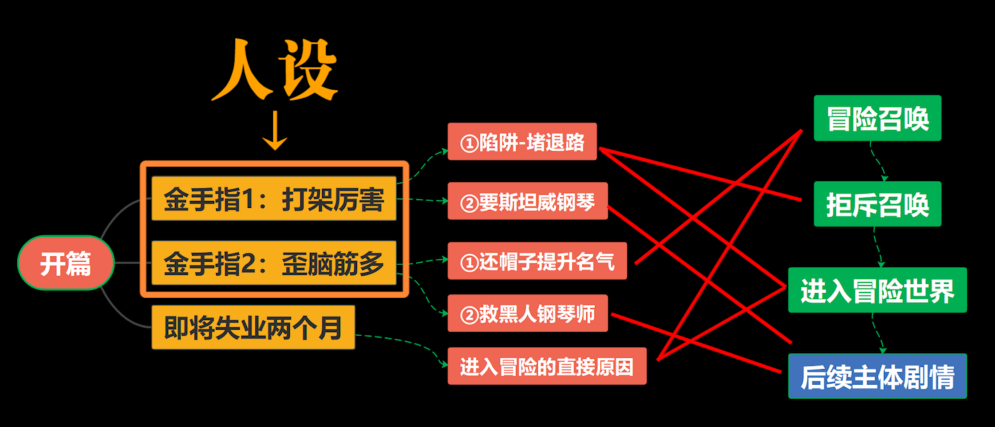 人设
开篇
金手指1：打架厉害
金手指2：歪脑筋多
即将失业两个月
①陷阱-堵退路
②要斯坦威钢琴
①还帽子提升名气
②救黑人钢琴师
进入冒险的直接原因
冒险召唤
拒斥召唤
进入冒险世界
后续主体剧情